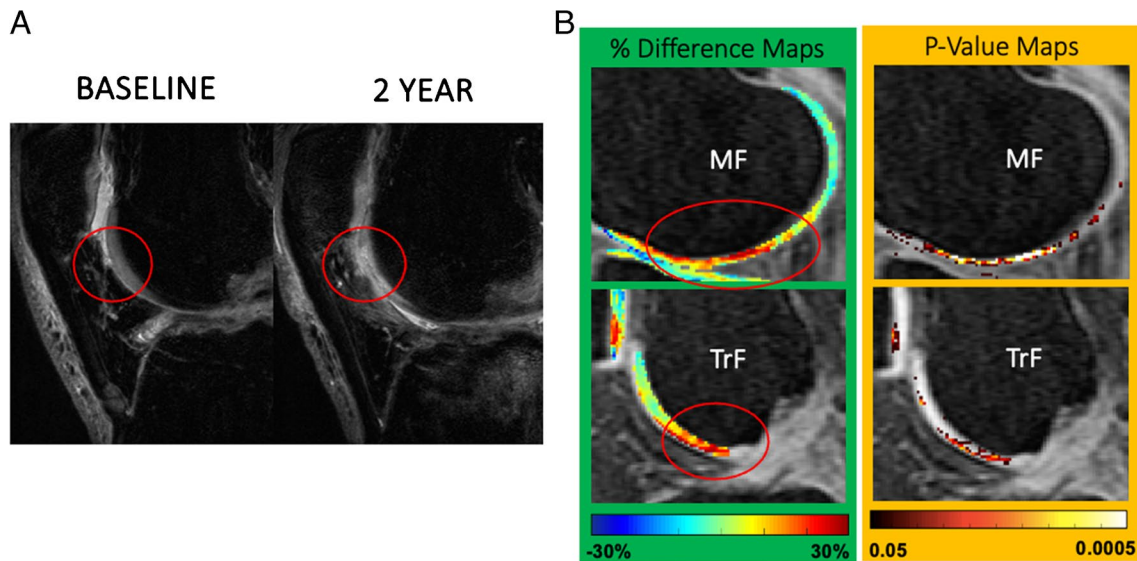 A
BASELINE
2 YEAR
B
% Difference Maps
P-Value Maps
MF
MF
TrF
TrF
-30%
30%
0.05
0.0005